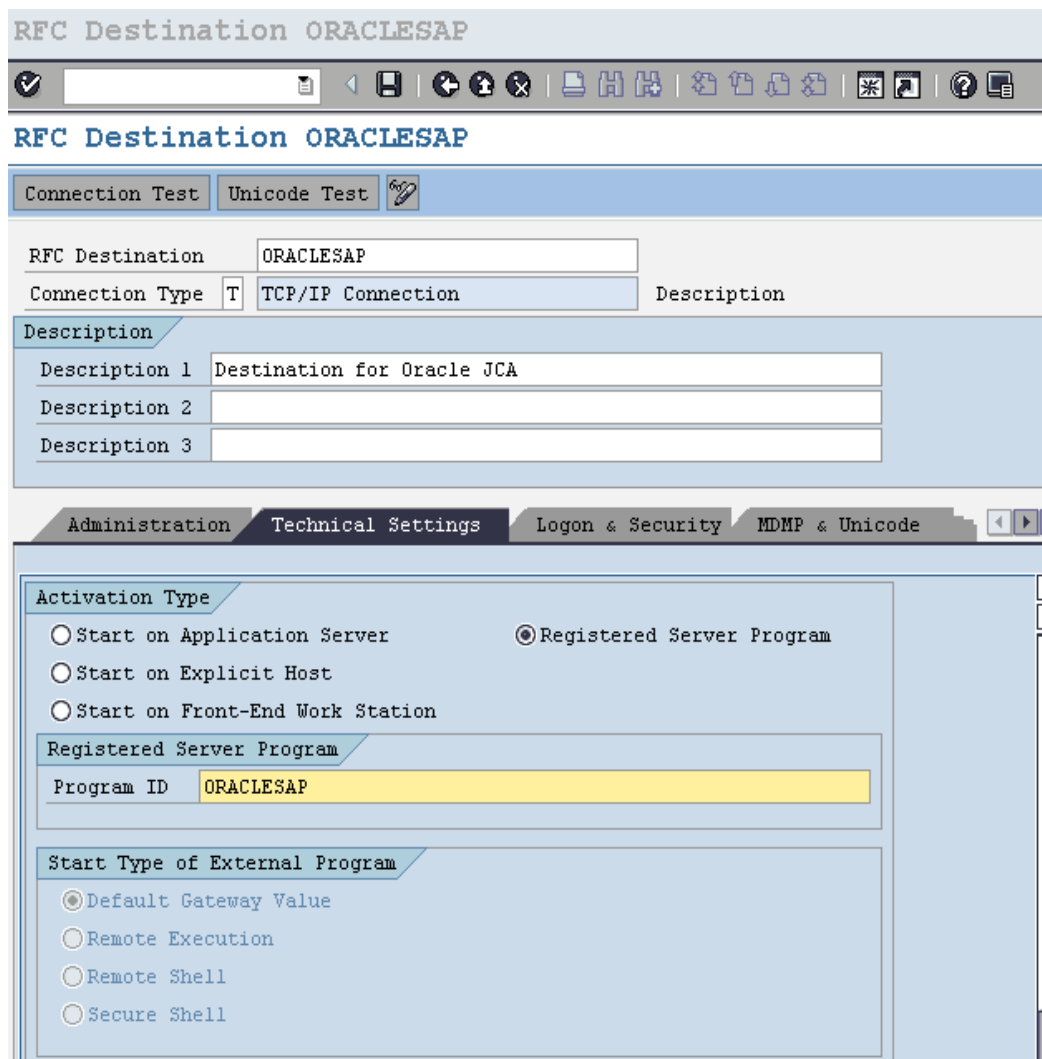 RFC Destination ORACLESAP
RFC Destination ORACLESAP
Connection Test Unicode Test
RFC Destination ORACLESAP
Connection Type T TCP/IP Connection Description
Description
Description 1 Destination for Oracle JCA
Description 2
Description 3
Administration Technical Settings Logon & Security MDMP & Unicode
Activation Type
Start on Application Server Registered Server Program
Start on Explicit Host
Start on Front-End Work Station
Registered Server Program
Program ID ORACLESAP
Start Type of External Program
Default Gateway Value
Remote Execution
Remote Shell
Secure Shell